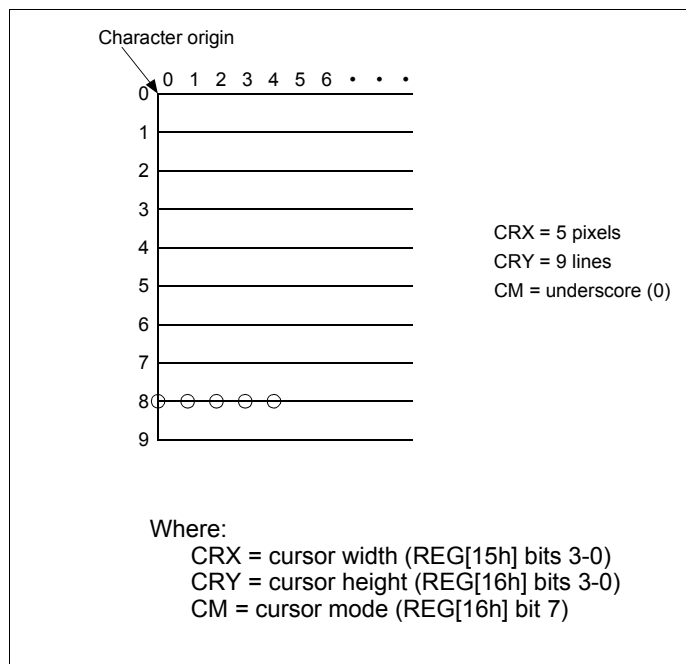 Character origin
0 1 2 3 4 5 6 • • •
0
1
2
3
4
5
6
7
8
9
CRX = 5 pixels
CRY = 9 lines
CM = underscore (0)
Where:
CRX = cursor width (REG[15h] bits 3-0)
CRY = cursor height (REG[16h] bits 3-0)
CM = cursor mode (REG[16h] bit 7)